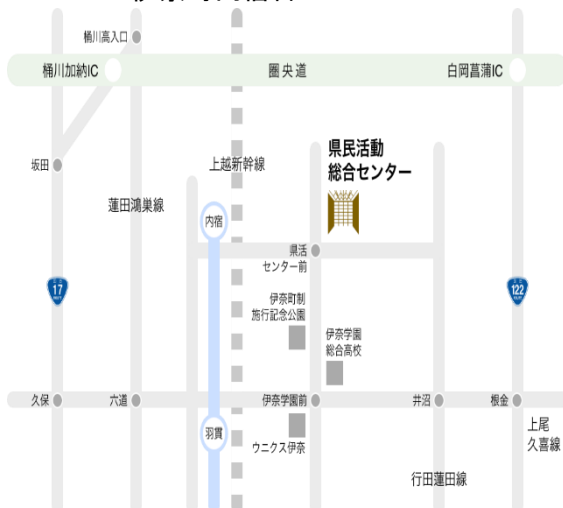 桶川高入口
桶川加納IC
圏央道
白岡菖蒲IC
県民活動
総合センター
坂田
上越新幹線
蓮田鴻巣線
内宿
県活
センター前
17
122
伊奈町制
施行記念公園
伊奈学園
総合高校
久保
六道
伊奈学園前
井沼
根金
羽貫
ウニクス伊奈
上尾
久喜線
行田蓮田線